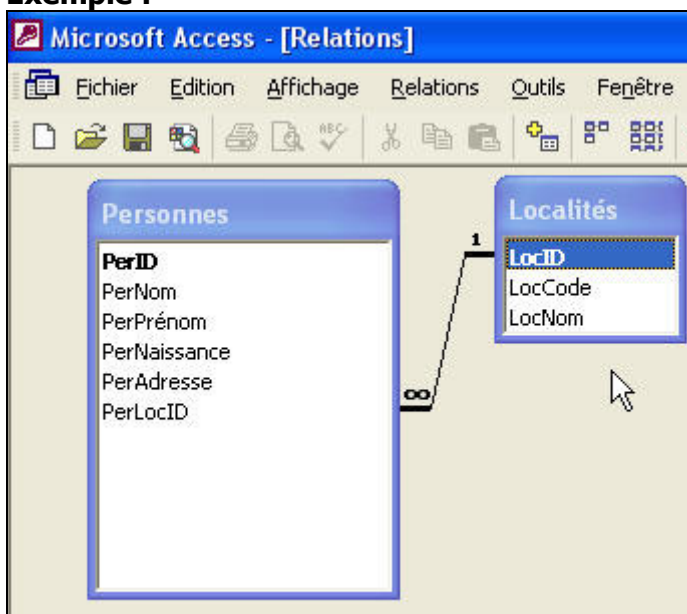 Exemple :
Microsoft Access - [Relations]
Fichier Edition Affichage Relations Outils Fenêtre
ABC
Personnes
PerID
PerNom
PerPrénom
PerNaissance
PerAdresse
PerLocID
1
∞
Localités
LocID
LocCode
LocNom